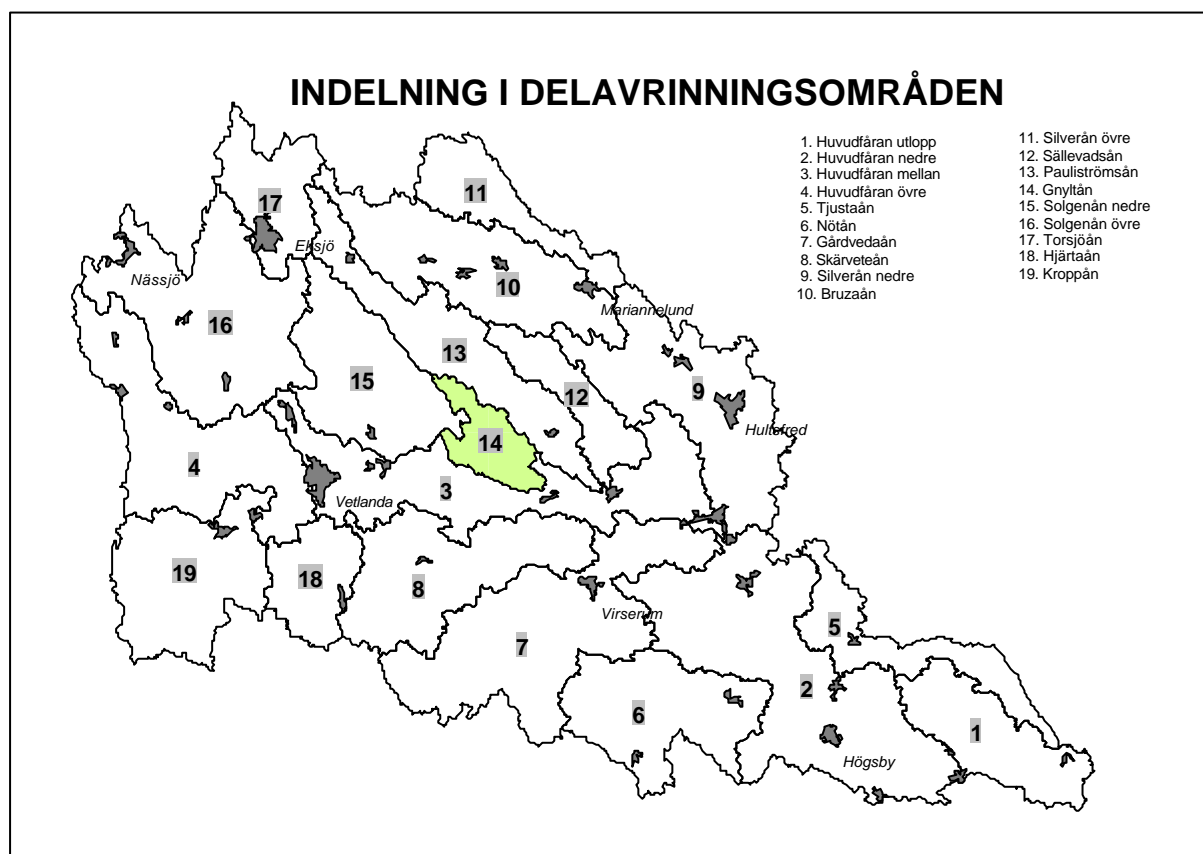 INDELNING I DELAVRINNINGSOMRÅDEN
1. Huvudfåran utlopp
2. Huvudfåran nedre
3. Huvudfåran mellan
4. Huvudfåran övre
5. Tjustaån
6. Nötån
7. Gårdvedaån
8. Skärveteån
9. Silverån nedre
10. Bruzaån
11. Silverån övre
12. Sällevadsån
13. Pauliströmsån
14. Gnyltån
15. Solgenån nedre
16. Solgenån övre
17. Torsjöån
18. Hjärtaån
19. Kroppån
11
17
Eksjö
Nässjö
10
Mariannelund
16
13
15
12
9
Hultefred
14
4
3
Vetlanda
19
18
8
Virserum
5
7
2
6
1
Högsby